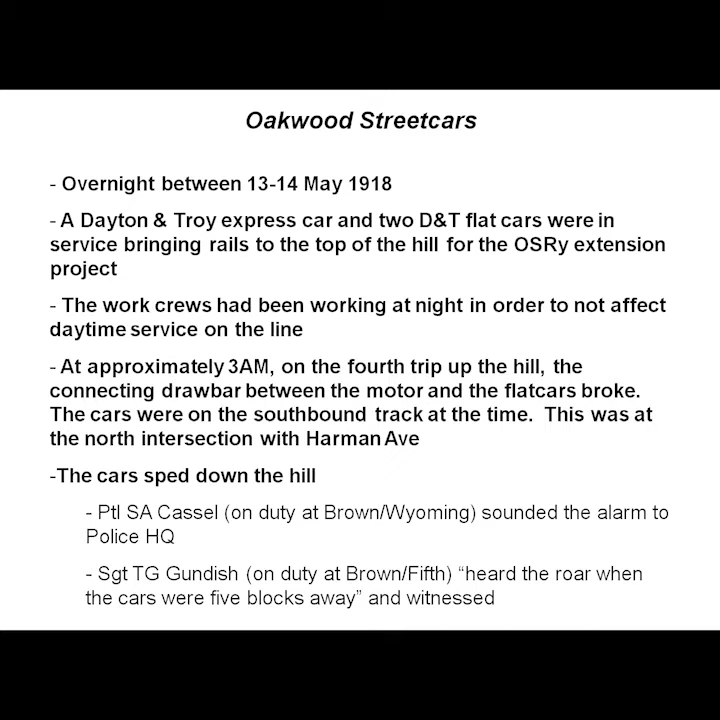 Oakwood Streetcars
- Overnight between 13-14 May 1918
- A Dayton & Troy express car and two D&T flat cars were in
service bringing rails to the top of the hill for the OSRy extension
project
- The work crews had been working at night in order to not affect
daytime service on the line
- At approximately 3AM, on the fourth trip up the hill, the
connecting drawbar between the motor and the flatcars broke.
The cars were on the southbound track at the time.  This was at
the north intersection with Harman Ave
-The cars sped down the hill
- Ptl SA Cassel (on duty at Brown/Wyoming) sounded the alarm to
Police HQ
- Sgt TG Gundish (on duty at Brown/Fifth) “heard the roar when
the cars were five blocks away” and witnessed